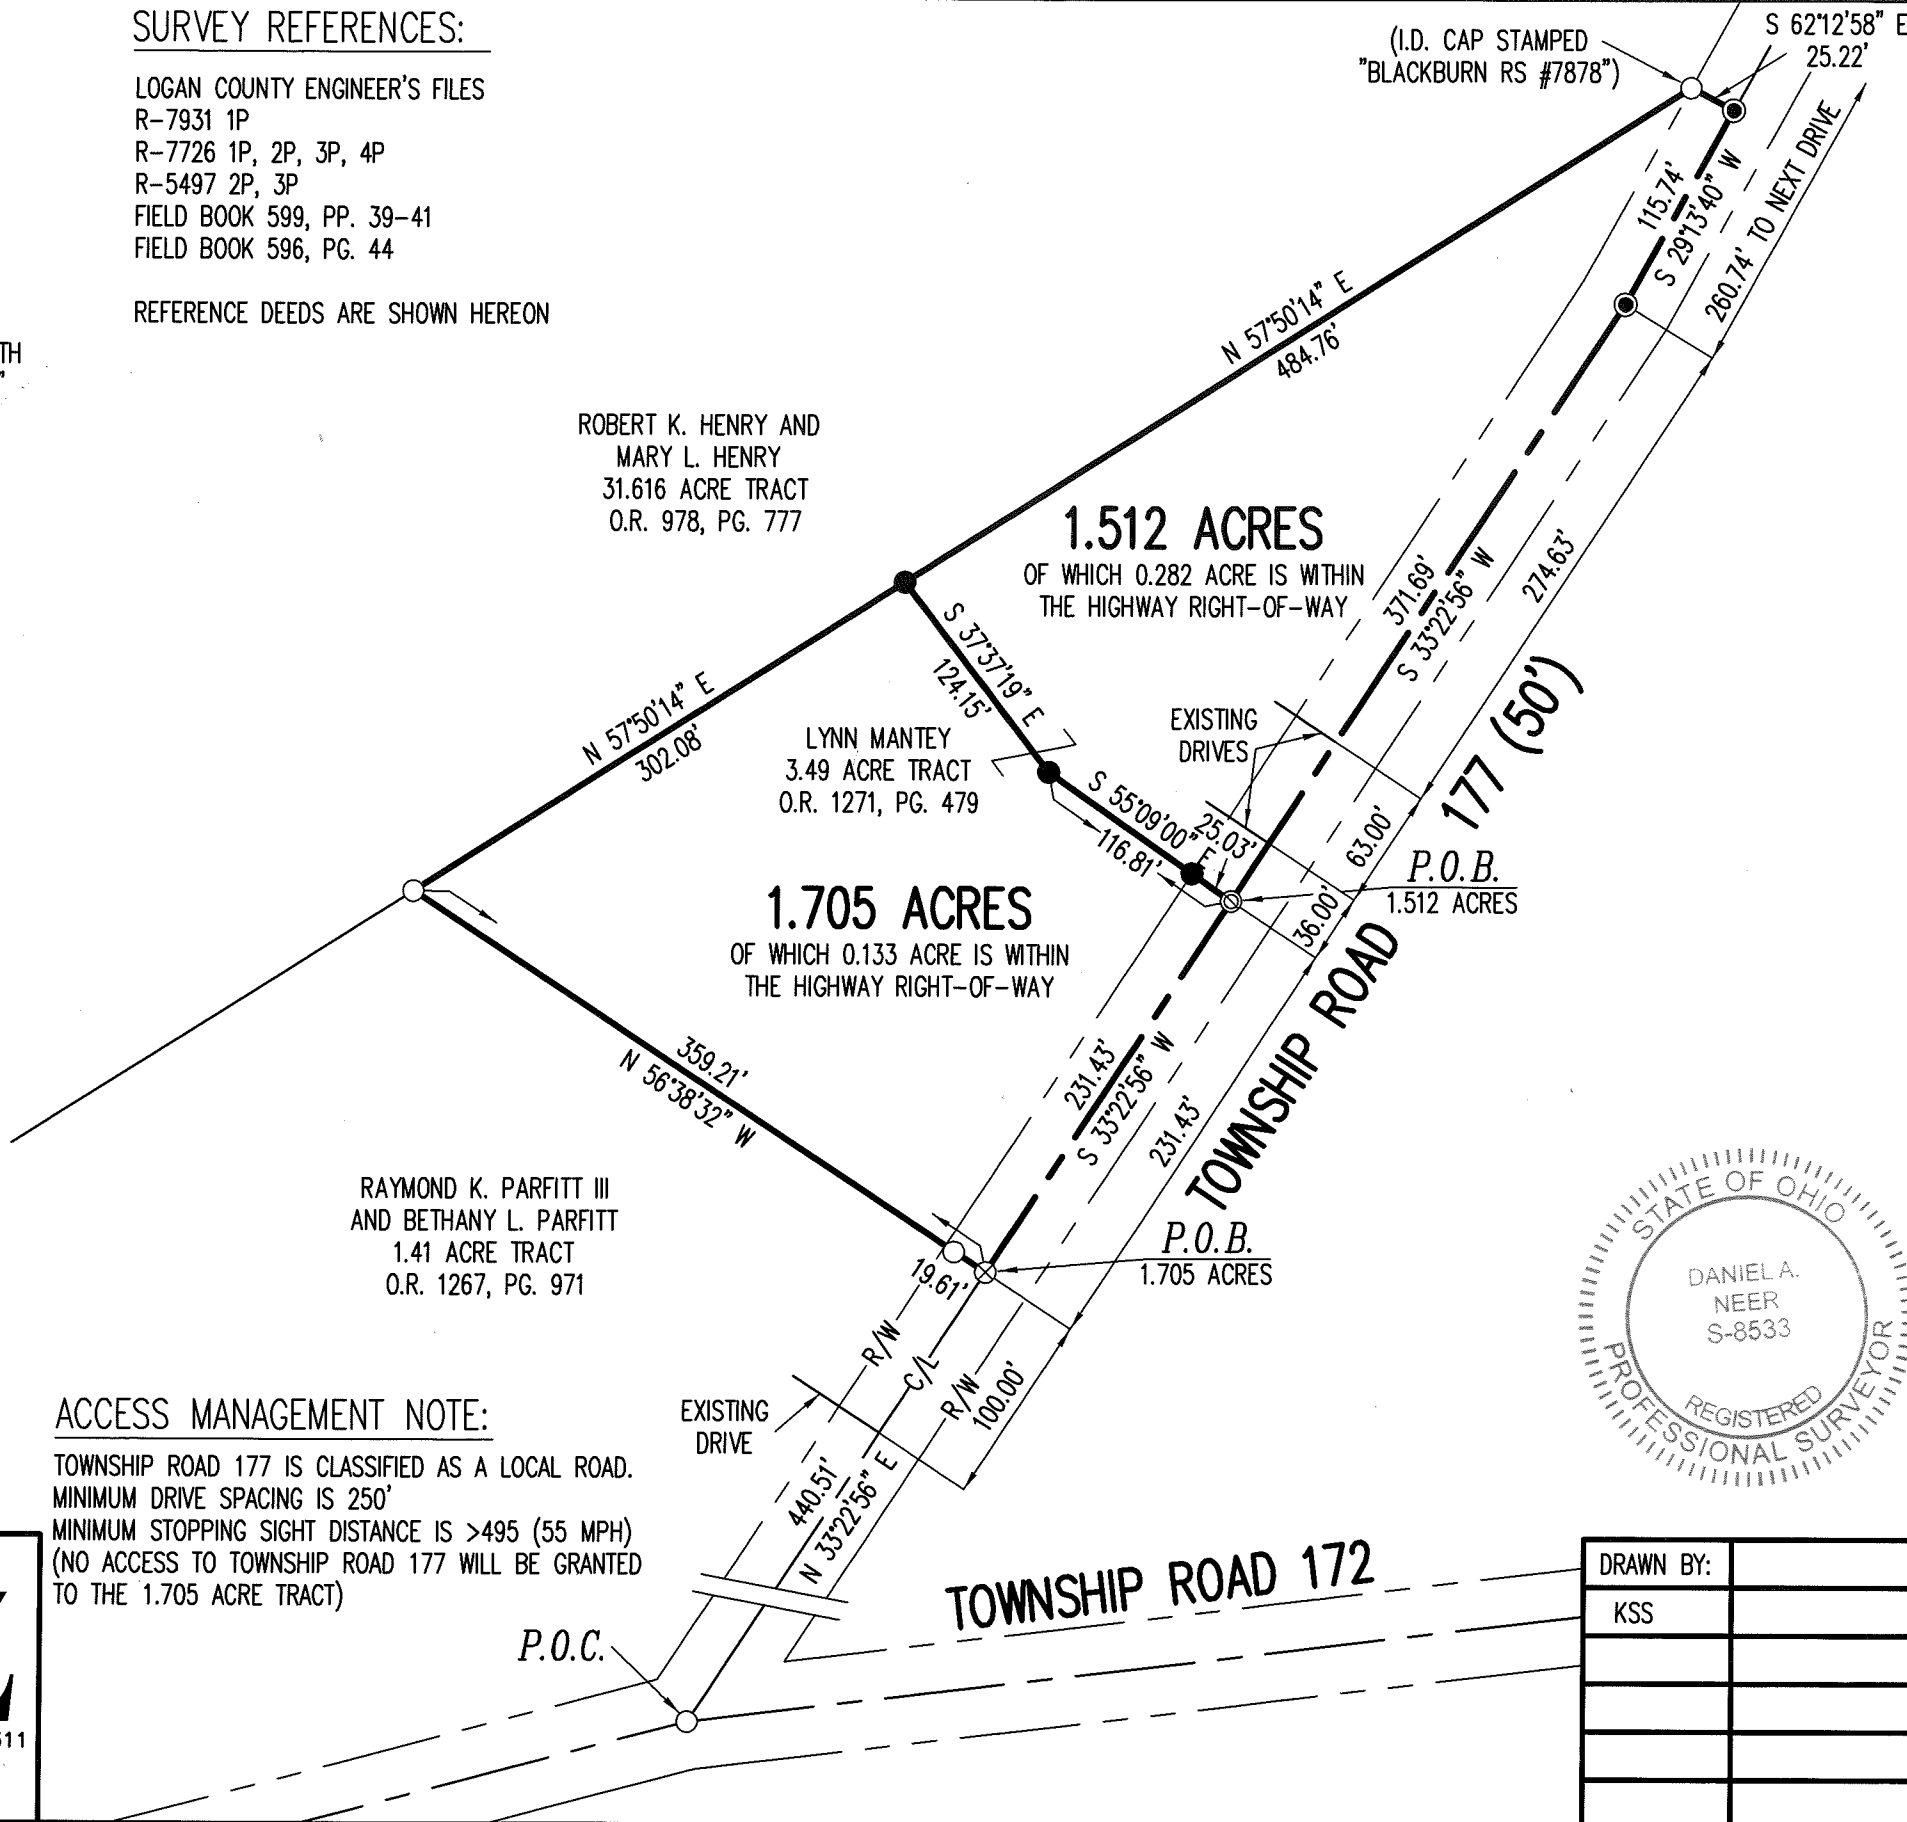 SURVEY REFERENCES:
LOGAN COUNTY ENGINEER'S FILES
R-7931 1P
R-7726 1P, 2P, 3P, 4P
R-5497 2P, 3P
FIELD BOOK 599, PP. 39-41
FIELD BOOK 596, PG. 44
REFERENCE DEEDS ARE SHOWN HEREON
TH
(I.D. CAP STAMPED
"BLACKBURN RS #7878")
S 62°12'58" E
25.22'
115.74'
S 29°13'40" W
260.74' TO NEXT DRIVE
N 57°50'14" E
484.76'
ROBERT K. HENRY AND
MARY L. HENRY
31.616 ACRE TRACT
O.R. 978, PG. 777
1.512 ACRES
OF WHICH 0.282 ACRE IS WITHIN
THE HIGHWAY RIGHT-OF-WAY
371.69'
S 33°22'56" W
274.63'
S 37°37'19" E
124.15'
N 57°50'14" E
302.08'
LYNN MANTEY
3.49 ACRE TRACT
O.R. 1271, PG. 479
EXISTING
DRIVES
S 55°09'00" E
116.81'
25.03'
63.00'
36.00'
P.O.B.
1.512 ACRES
TOWNSHIP ROAD 177 (50')
1.705 ACRES
OF WHICH 0.133 ACRE IS WITHIN
THE HIGHWAY RIGHT-OF-WAY
359.21'
N 56°38'32" W
231.43'
S 33°22'56" W
231.43'
RAYMOND K. PARFITT III
AND BETHANY L. PARFITT
1.41 ACRE TRACT
O.R. 1267, PG. 971
19.61'
P.O.B.
1.705 ACRES
R/W
C/L
R/W
100.00'
EXISTING
DRIVE
440.51'
N 33°22'56" E
STATE OF OHIO
DANIEL A.
NEER
S-8533
REGISTERED
PROFESSIONAL SURVEYOR
ACCESS MANAGEMENT NOTE:
TOWNSHIP ROAD 177 IS CLASSIFIED AS A LOCAL ROAD.
MINIMUM DRIVE SPACING IS 250'
MINIMUM STOPPING SIGHT DISTANCE IS >495 (55 MPH)
(NO ACCESS TO TOWNSHIP ROAD 177 WILL BE GRANTED
TO THE 1.705 ACRE TRACT)
P.O.C.
TOWNSHIP ROAD 172
DRAWN BY:
KSS